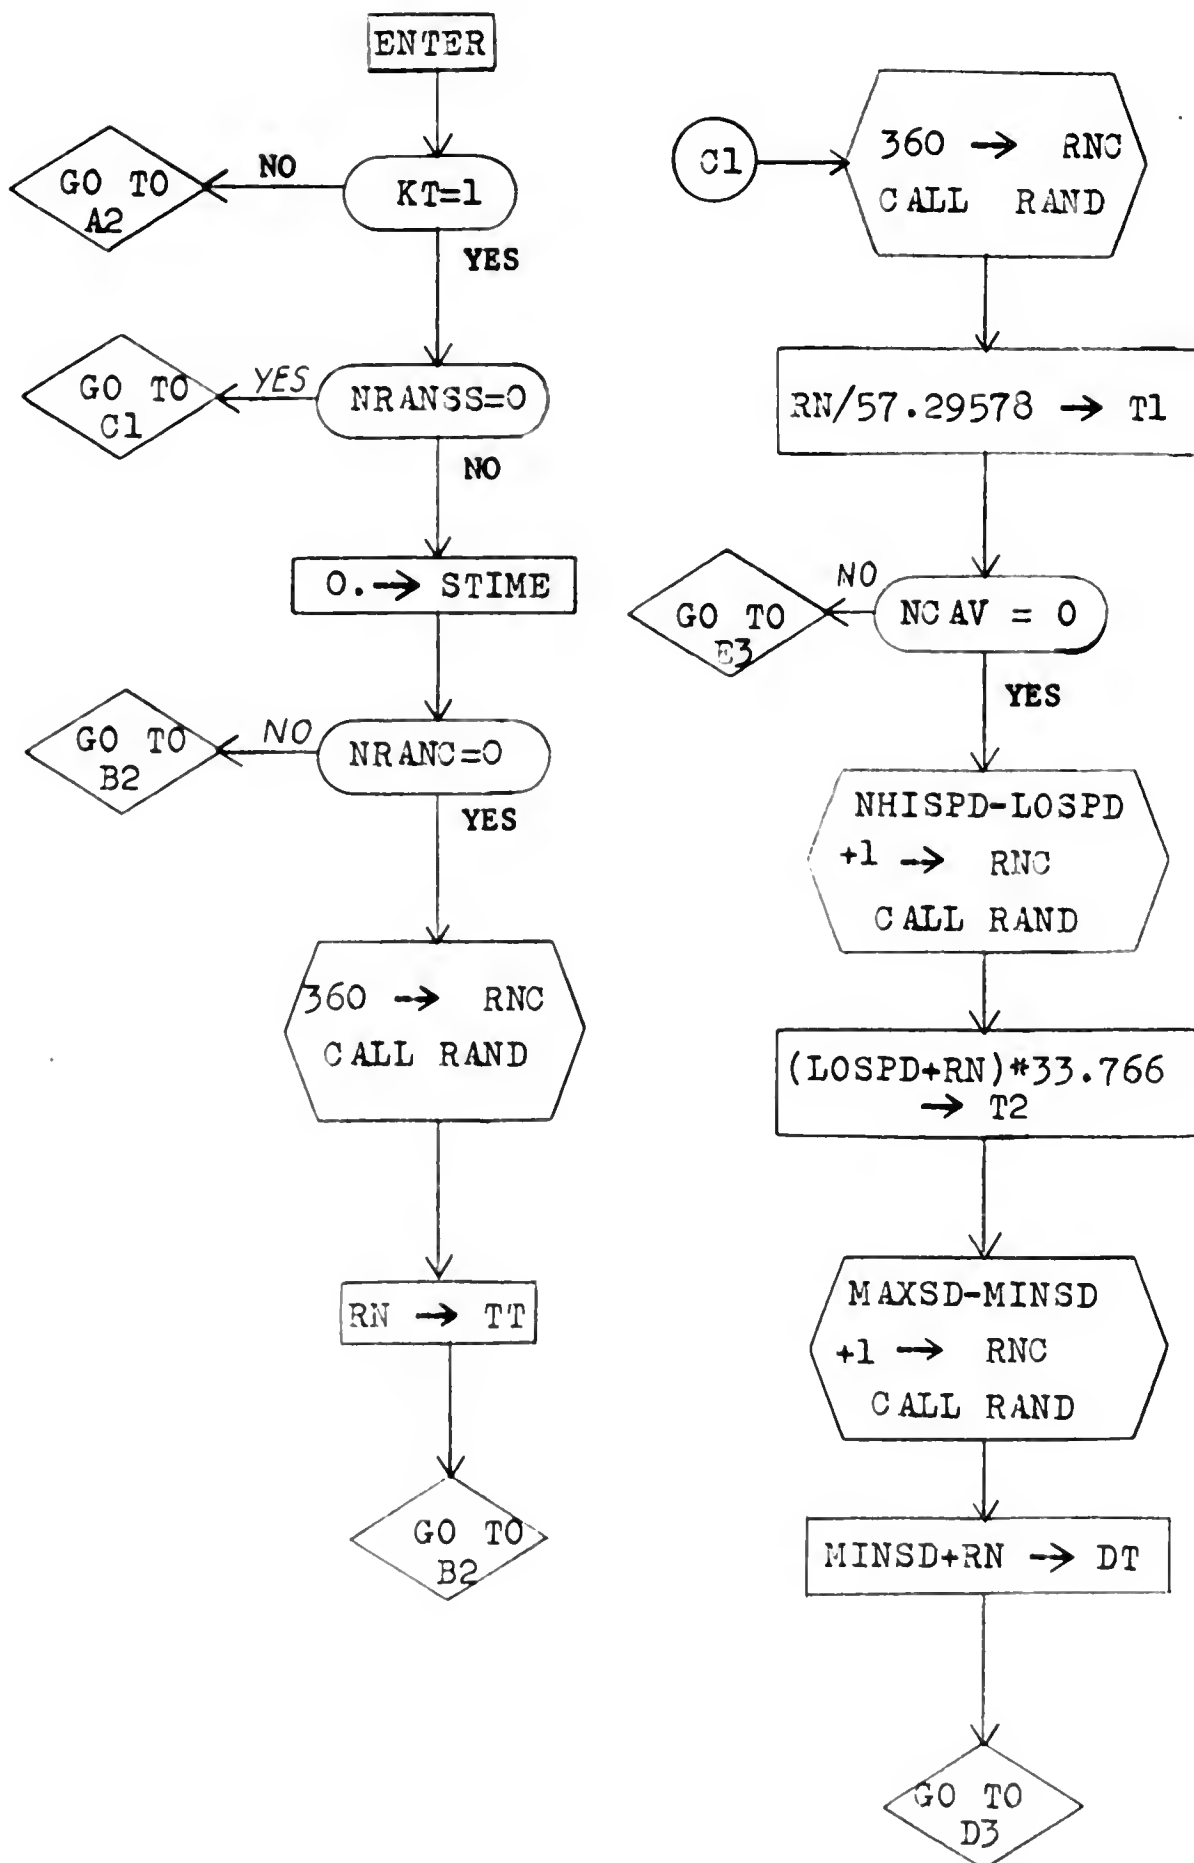 ENTER
NO
GO TO
A2
KT=1
YES
YES
GO TO
C1
NRANSS=0
NO
0. → STIME
NO
GO TO
B2
NRANC=0
YES
360 → RNC
CALL RAND
RN → TT
GO TO
B2
C1
360 → RNC
CALL RAND
RN/57.29578 → T1
NO
GO TO
E3
NCAV = 0
YES
NHISPD-LOSPD
+1 → RNC
CALL RAND
(LOSPD+RN)*33.766
→ T2
MAXSD-MINSD
+1 → RNC
CALL RAND
MINSD+RN → DT
GO TO
D3